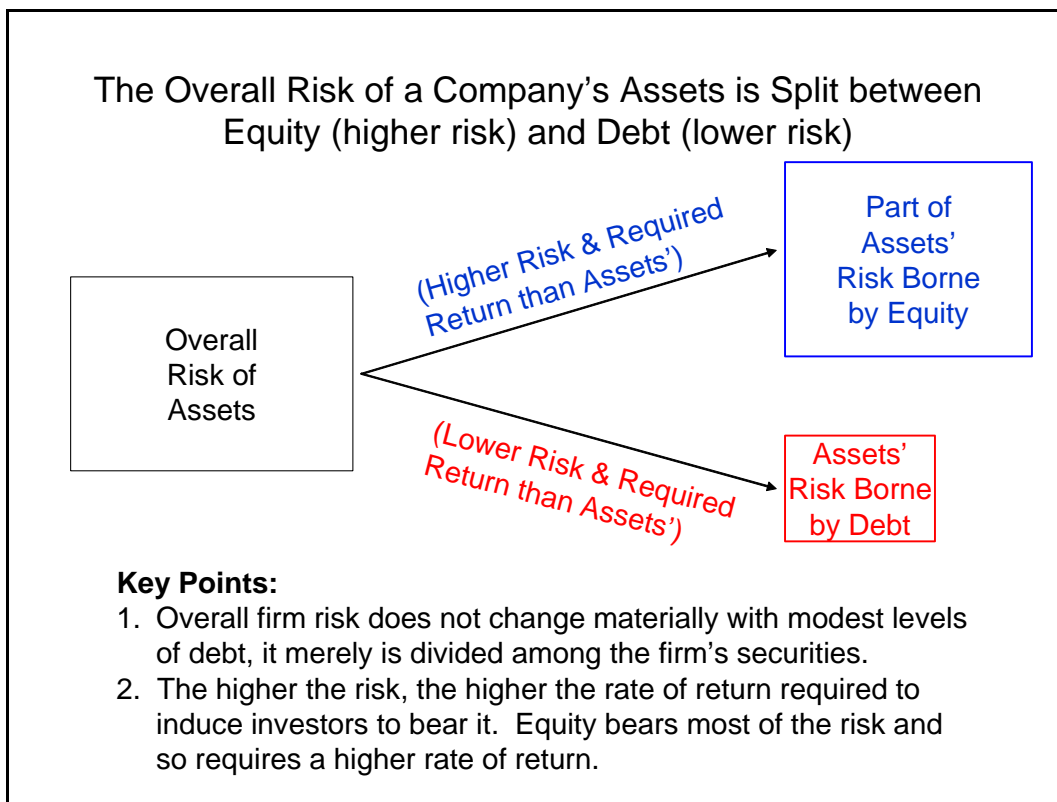 The Overall Risk of a Company’s Assets is Split between
Equity (higher risk) and Debt (lower risk)
Overall
Risk of
Assets
(Higher Risk & Required
Return than Assets’)
Part of
Assets’
Risk Borne
by Equity
(Lower Risk & Required
Return than Assets’)
Assets’
Risk Borne
by Debt
Key Points:
1. Overall firm risk does not change materially with modest levels
of debt, it merely is divided among the firm’s securities.
2. The higher the risk, the higher the rate of return required to
induce investors to bear it. Equity bears most of the risk and
so requires a higher rate of return.